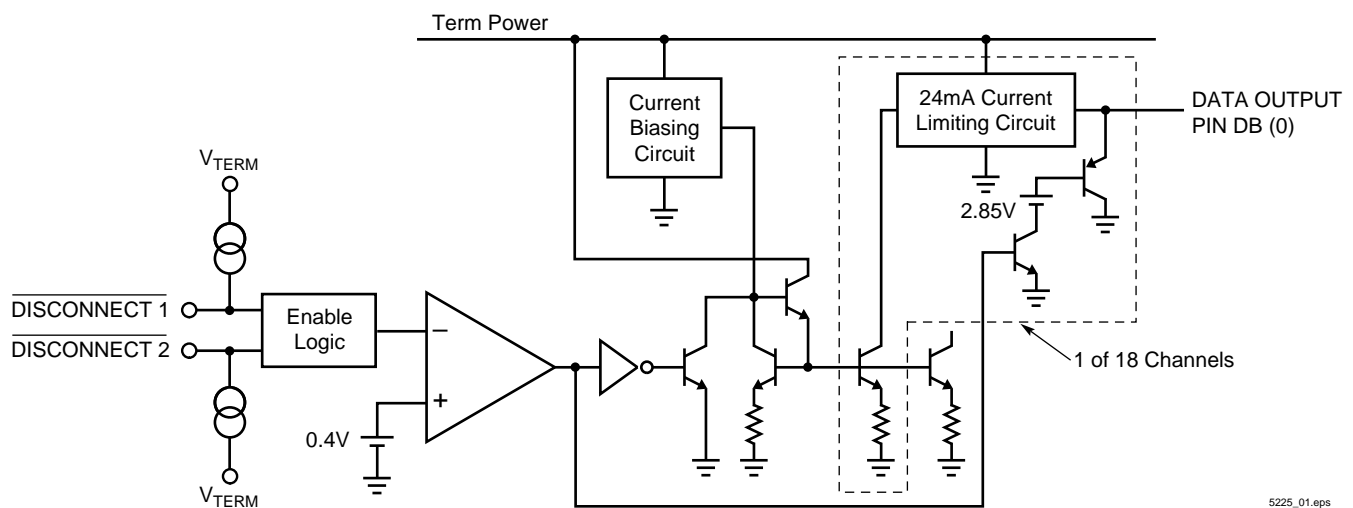 Term Power
Current
Biasing
Circuit
24mA Current
Limiting Circuit
DATA OUTPUT
PIN DB (0)
2.85V
VTERM
DISCONNECT 1
DISCONNECT 2
Enable
Logic
−
+
0.4V
VTERM
1 of 18 Channels
5225_01.eps